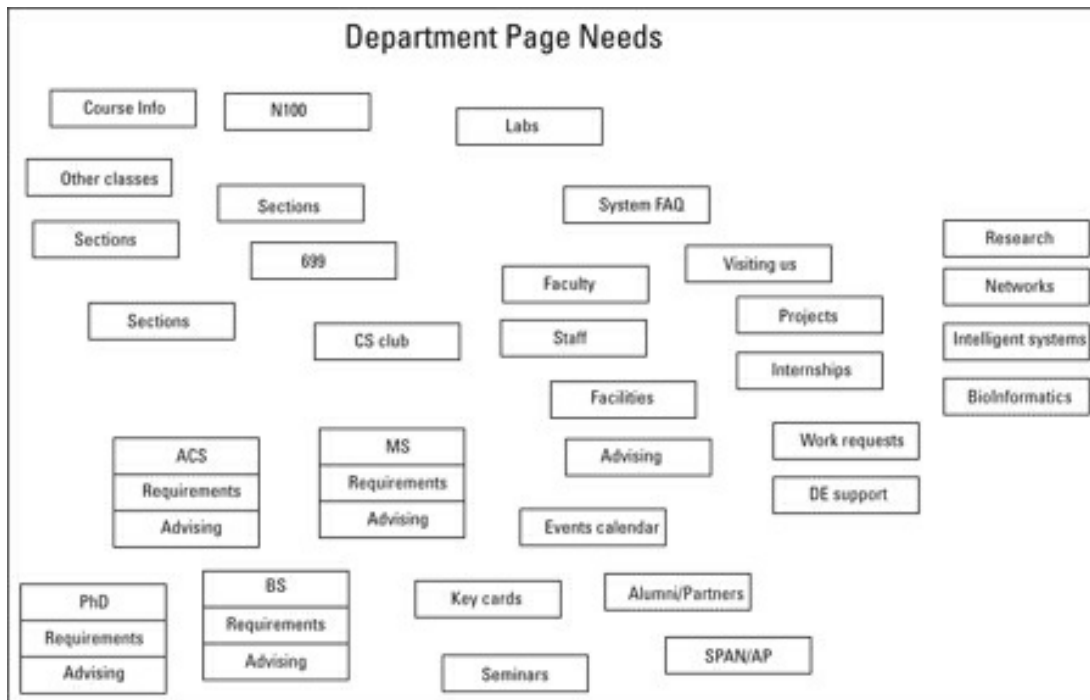 Department Page Needs
Course Info
N100
Labs
Other classes
Sections
System FAQ
Sections
Research
699
Visiting us
Faculty
Networks
Projects
Sections
CS club
Staff
Intelligent systems
Internships
Facilities
BioInformatics
ACS
Requirements
Advising
MS
Requirements
Advising
Advising
Work requests
DE support
Events calendar
PhD
Requirements
Advising
BS
Requirements
Advising
Key cards
Alumni/Partners
Seminars
SPAN/AP